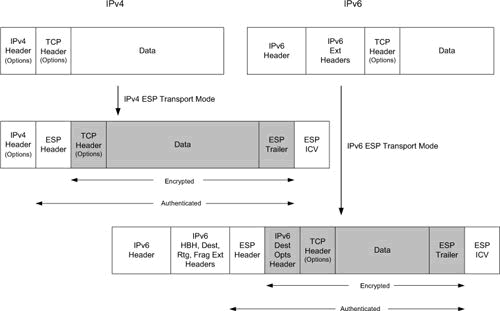 IPv4
IPv6
IPv4
Header
(Options)
TCP
Header
(Options)
Data
IPv6
Header
IPv6
Ext
Headers
TCP
Header
(Options)
Data
IPv4 ESP Transport Mode
IPv4
Header
(Options)
ESP
Header
TCP
Header
(Options)
Data
ESP
Trailer
ESP
ICV
IPv6 ESP Transport Mode
Encrypted
Authenticated
IPv6
Header
IPv6
HBH, Dest,
Rtg, Frag Ext
Headers
ESP
Header
IPv6
Dest
Opts
Header
TCP
Header
(Options)
Data
ESP
Trailer
ESP
ICV
Encrypted
Authenticated